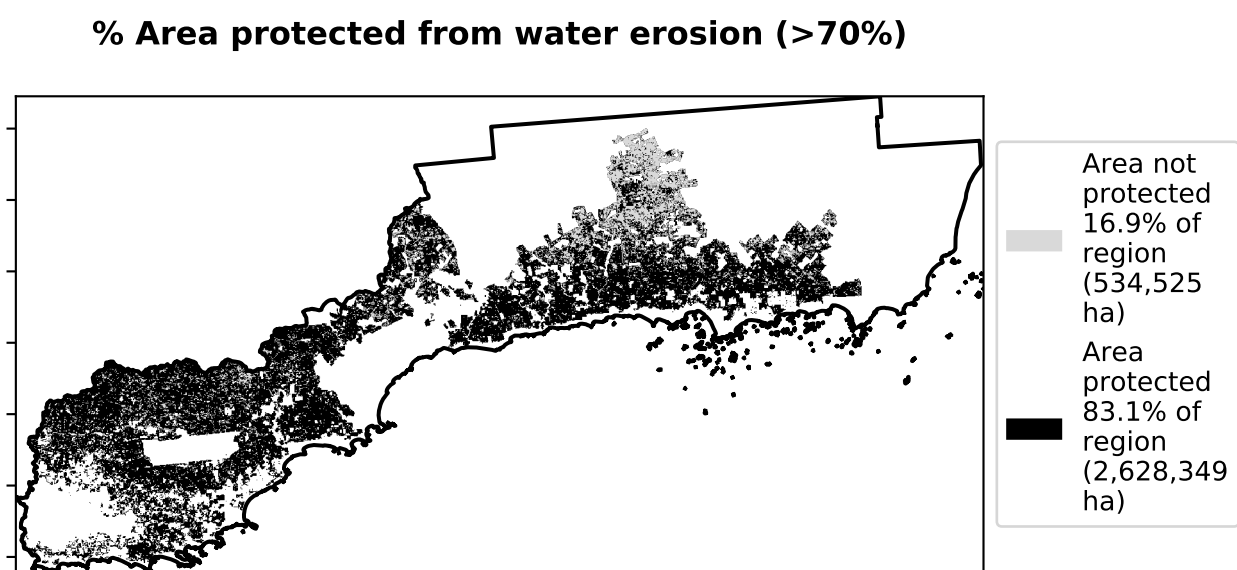 % Area protected from water erosion (>70%)
Area not
protected
16.9% of
region
(534,525
ha)
Area
protected
83.1% of
region
(2,628,349
ha)